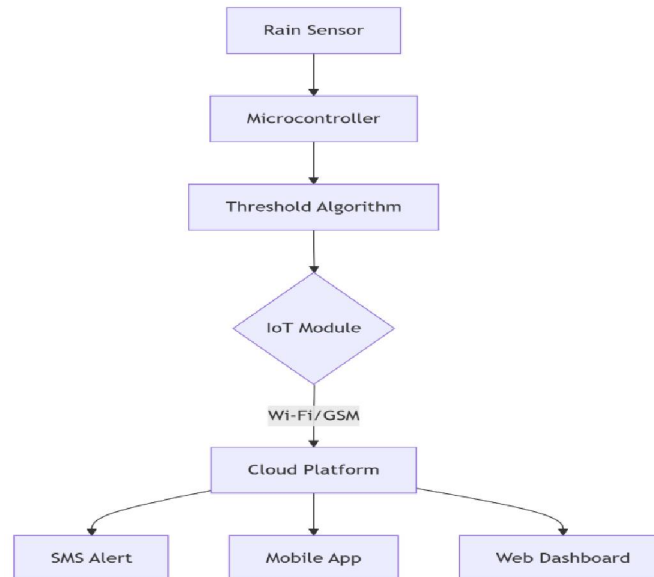 Rain Sensor
Microcontroller
Threshold Algorithm
IoT Module
Wi-Fi/GSM
Cloud Platform
SMS Alert
Mobile App
Web Dashboard